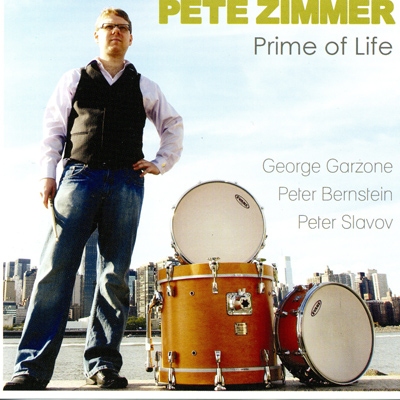 PETE ZIMMER
Prime of Life
George Garzone
Peter Bernstein
Peter Slavov